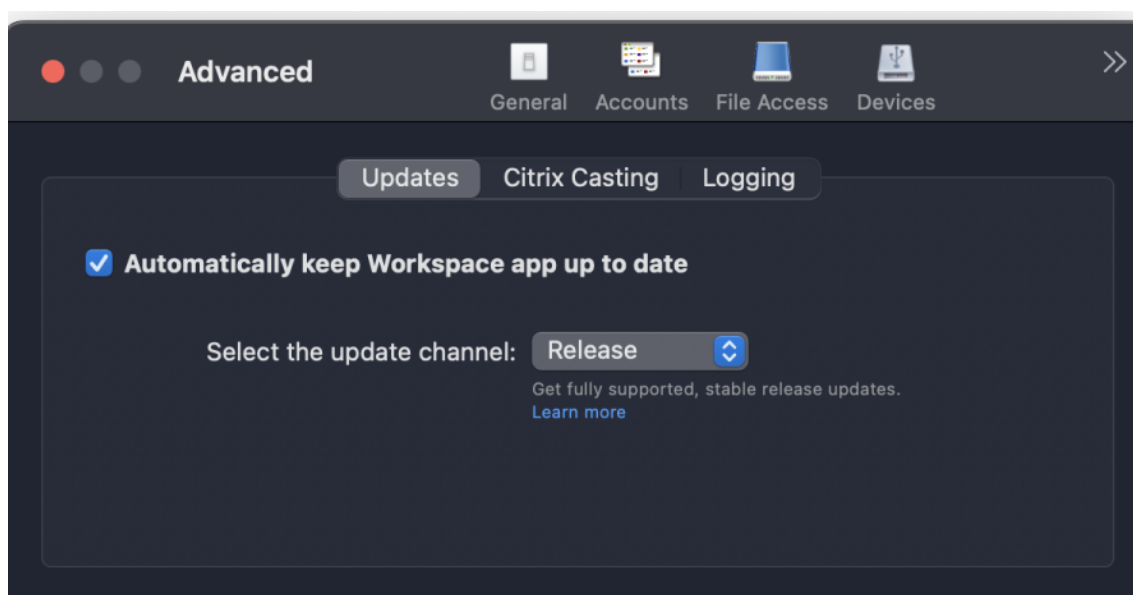 Advanced
General Accounts File Access Devices
Updates Citrix Casting Logging
Automatically keep Workspace app up to date
Select the update channel: Release
Get fully supported, stable release updates.
Learn more